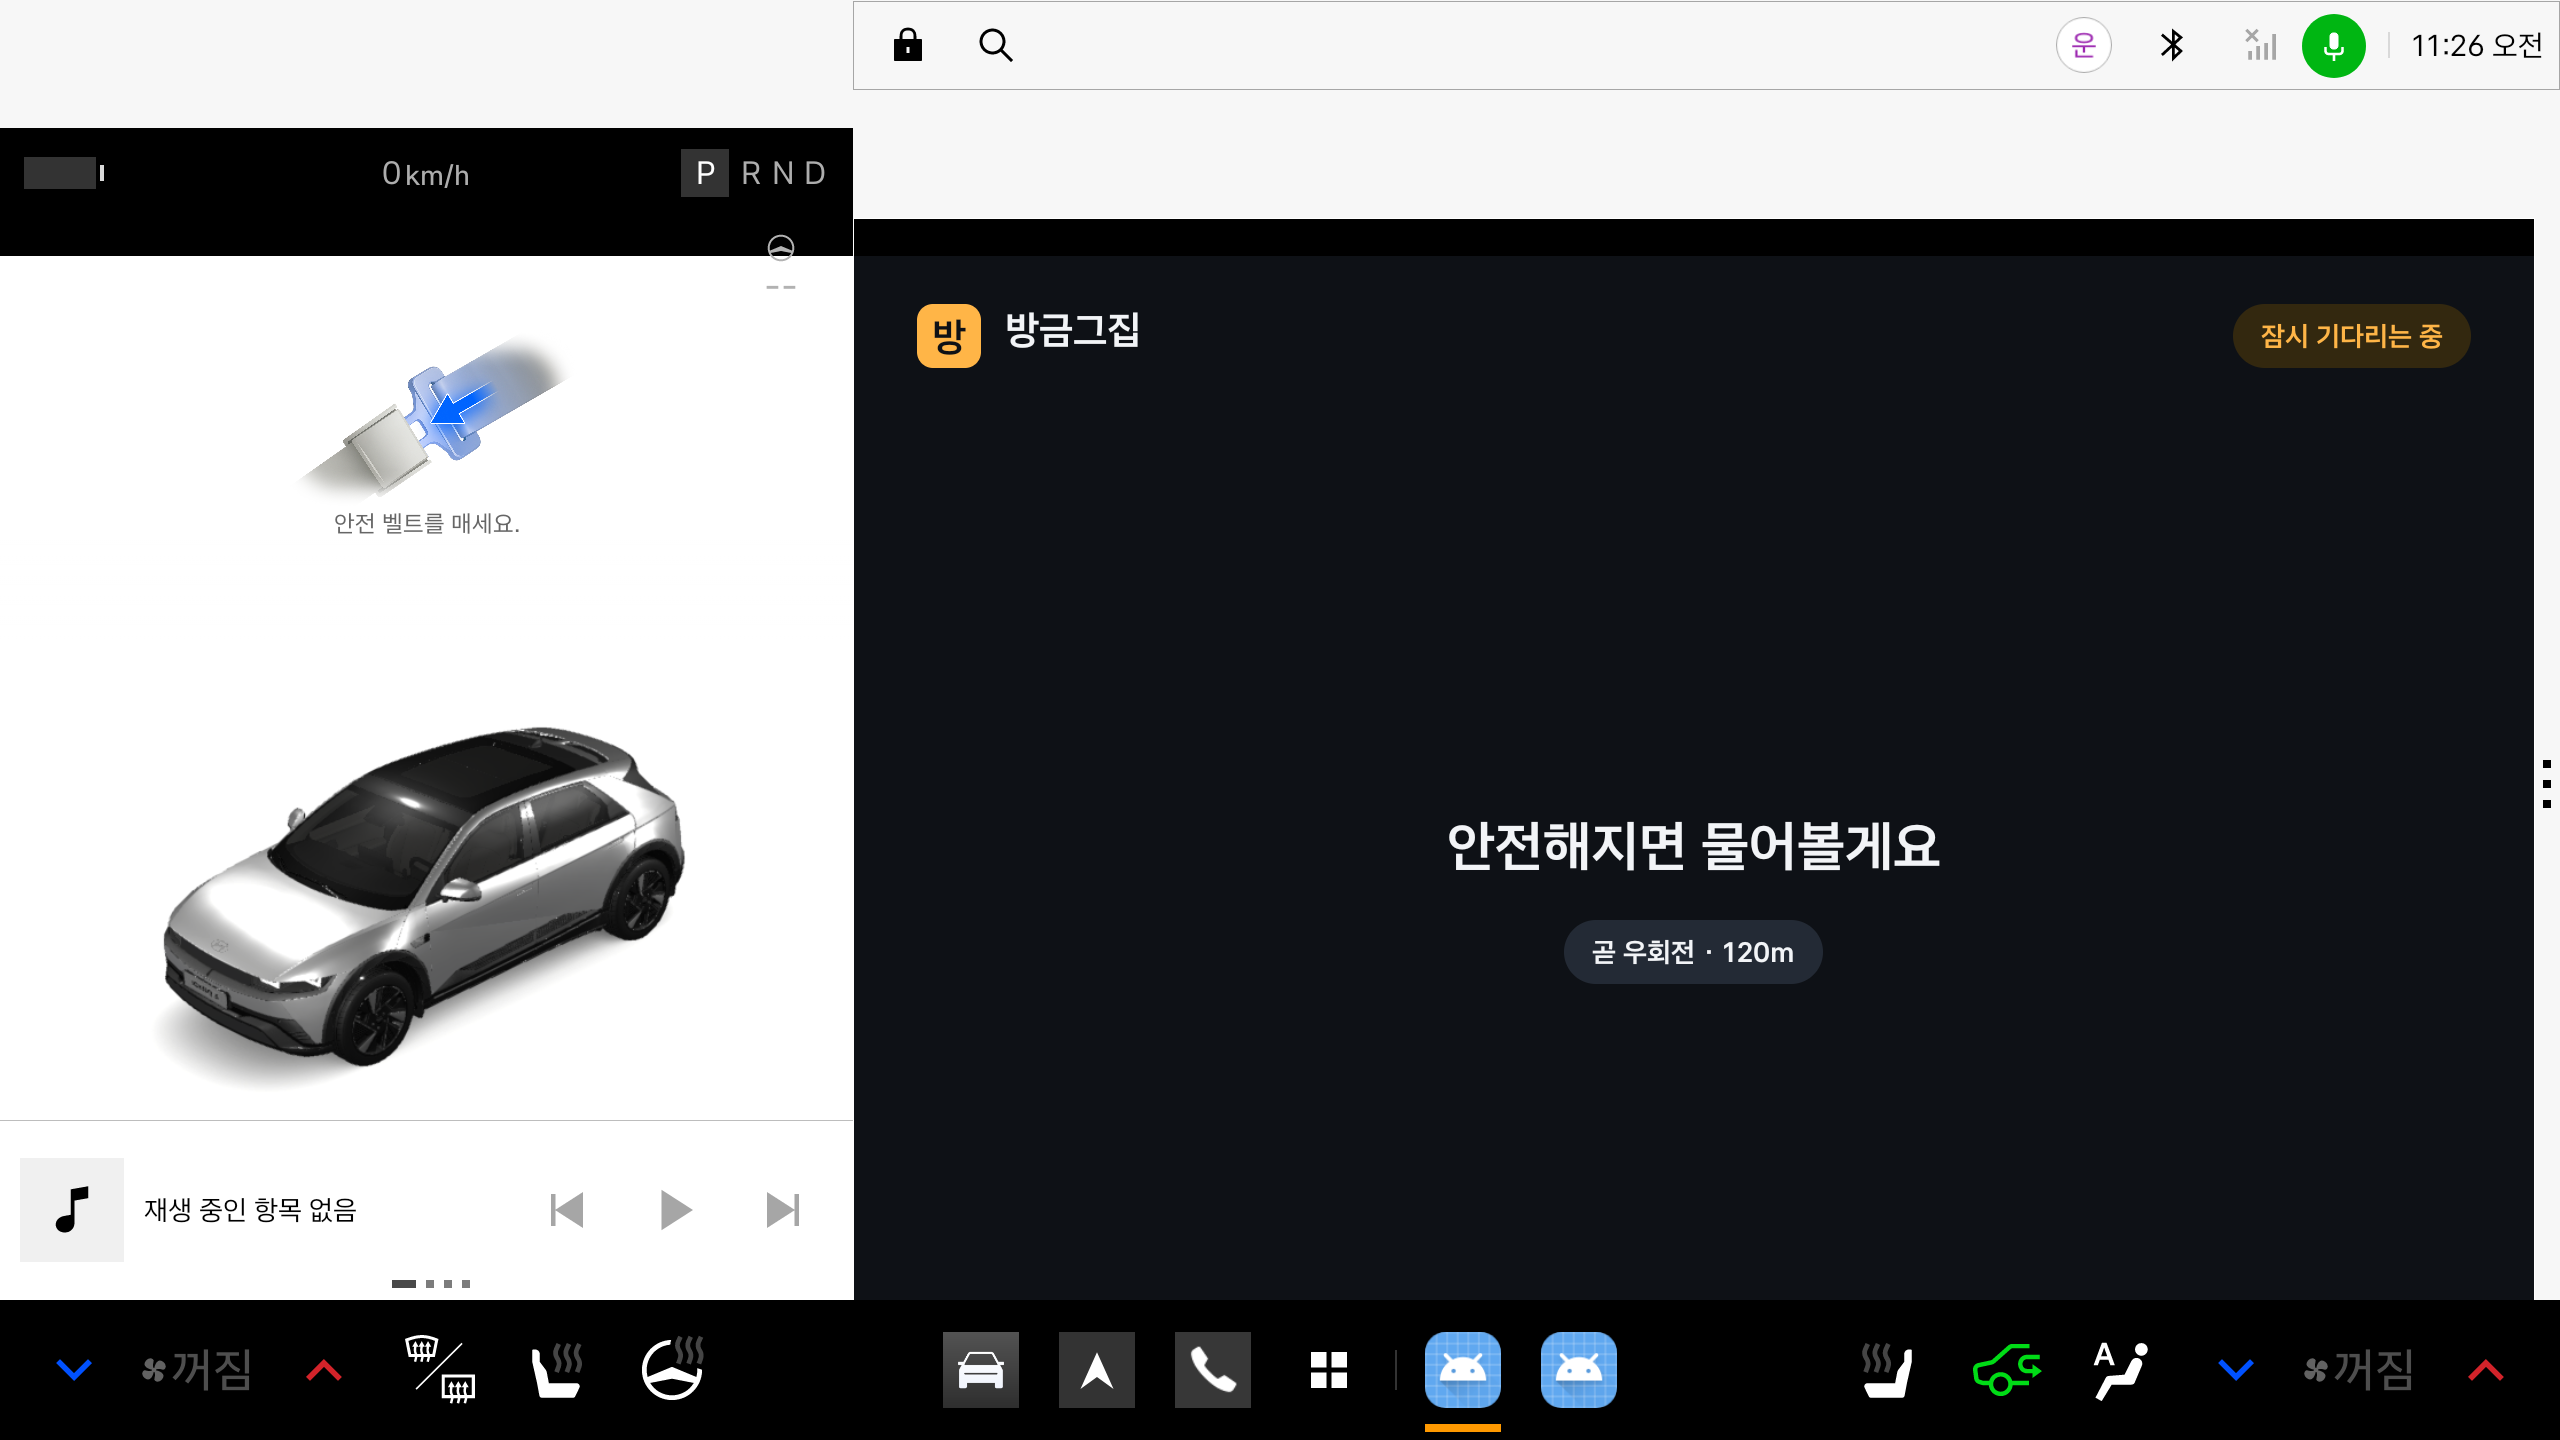 운
11:26 오전
0 km/h
P R N D
--
안전 벨트를 매세요.
방
방금그집
잠시 기다리는 중
안전해지면 물어볼게요
곧 우회전 · 120m
재생 중인 항목 없음
꺼짐
A
꺼짐